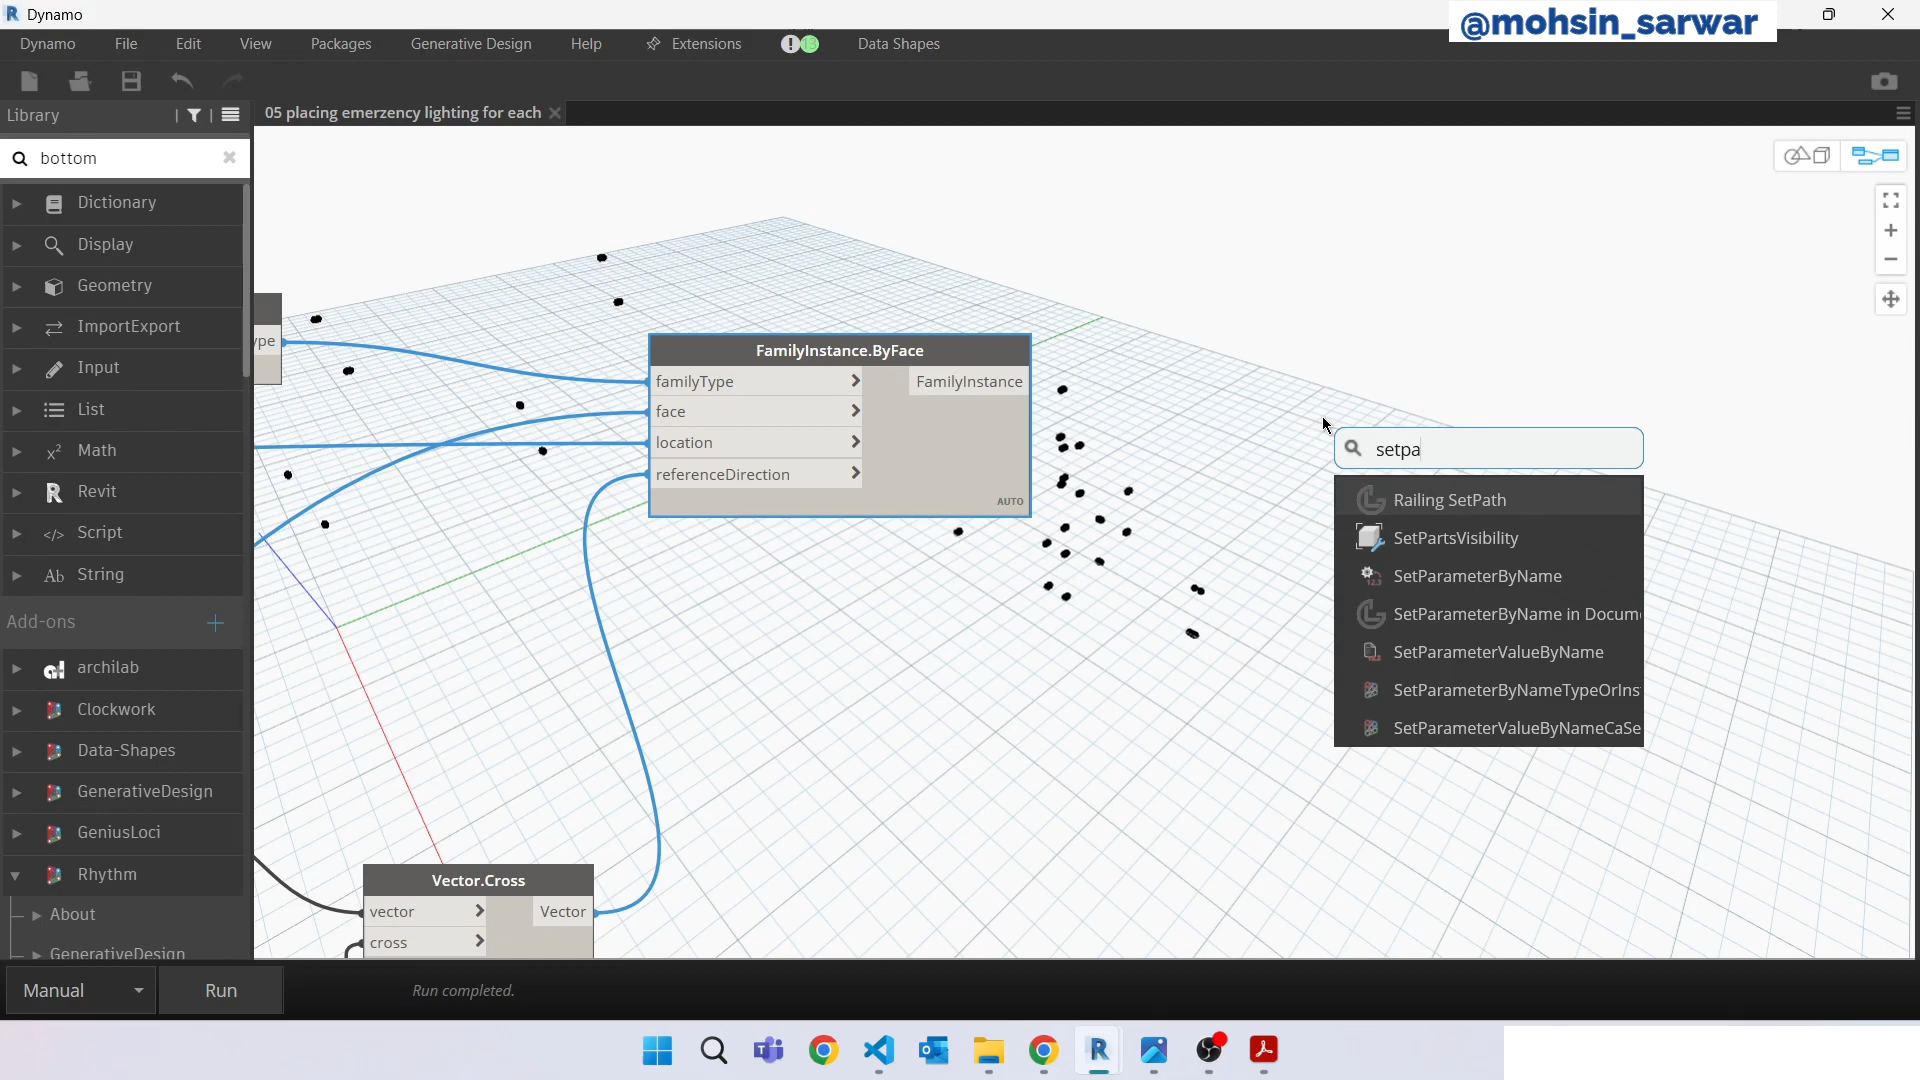 Dynamo
@mohsin_sarwar
Dynamo File Edit View Packages Generative Design Help Extensions Data Shapes
Library
05 placing emerzency lighting for each
bottom
Dictionary
Display
Geometry
ImportExport
Input
List
Math
Revit
Script
String
Add-ons
archilab
Clockwork
Data-Shapes
GenerativeDesign
GeniusLoci
Rhythm
About
GenerativeDesign
ype
FamilyInstance.ByFace
familyType FamilyInstance
face
location
referenceDirection
AUTO
Vector.Cross
vector Vector
cross
setpa
Railing SetPath
SetPartsVisibility
SetParameterByName
SetParameterByName in Docum
SetParameterValueByName
SetParameterByNameTypeOrIns
SetParameterValueByNameCaSe
Manual Run Run completed.